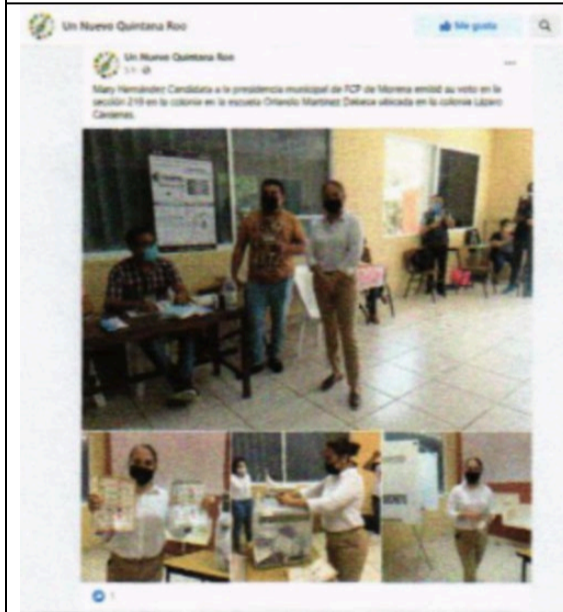 Un Nuevo Quintana Roo
Me gusta
Un Nuevo Quintana Roo
5 h
Mary Hernández Candidata a la presidencia municipal de FCP de Morena emitió su voto en la
sección 219 en la colonia en la escuela Orlando Martínez ubicada en la colonia Lázaro
Cárdenas.
1